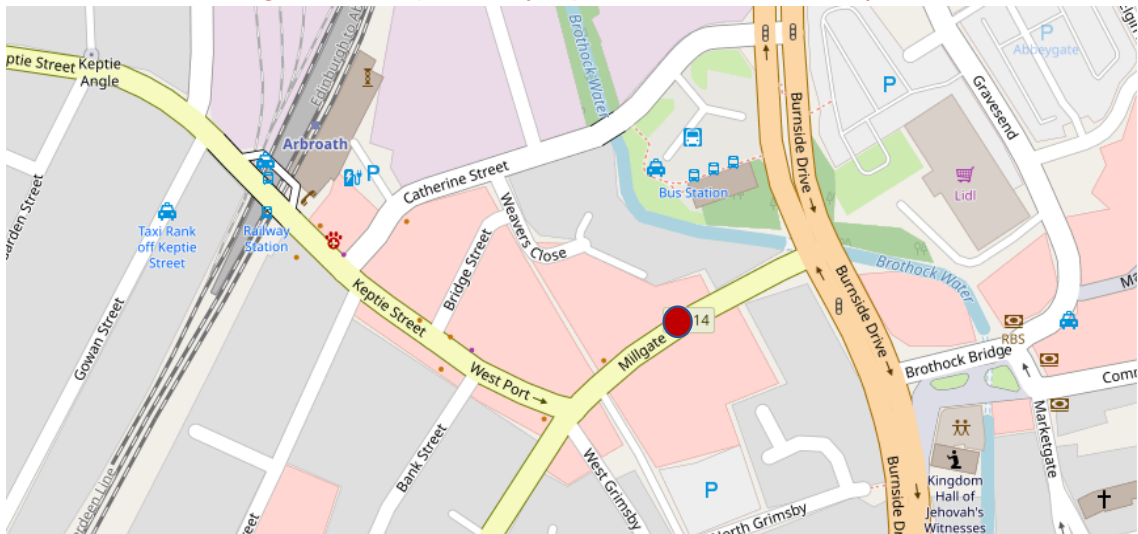 Keptie Street
Keptie
Angle
Edinburgh to
Brothock Water
Burnside Drive
Gravesend
Abbeygate
P
P
Arbroath
P
Catherine Street
Bus Station
Lidl
Taxi Rank
off Keptie
Street
Railway
Station
Weavers Close
Bridge Street
Brothock Water
Gowan Street
Keptie Street
Millgate
14
Burnside Drive
RBS
Brothock Bridge
West Port
Bank Street
West Grimsby
P
North Grimsby
Marketgate
Kingdom
Hall of
Jehovah's
Witnesses